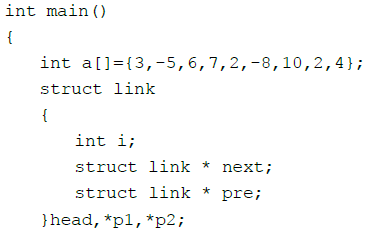 int main()
{
int a[]={3,-5,6,7,2,-8,10,2,4};
struct link
{
int i;
struct link * next;
struct link * pre;
}head,*p1,*p2;